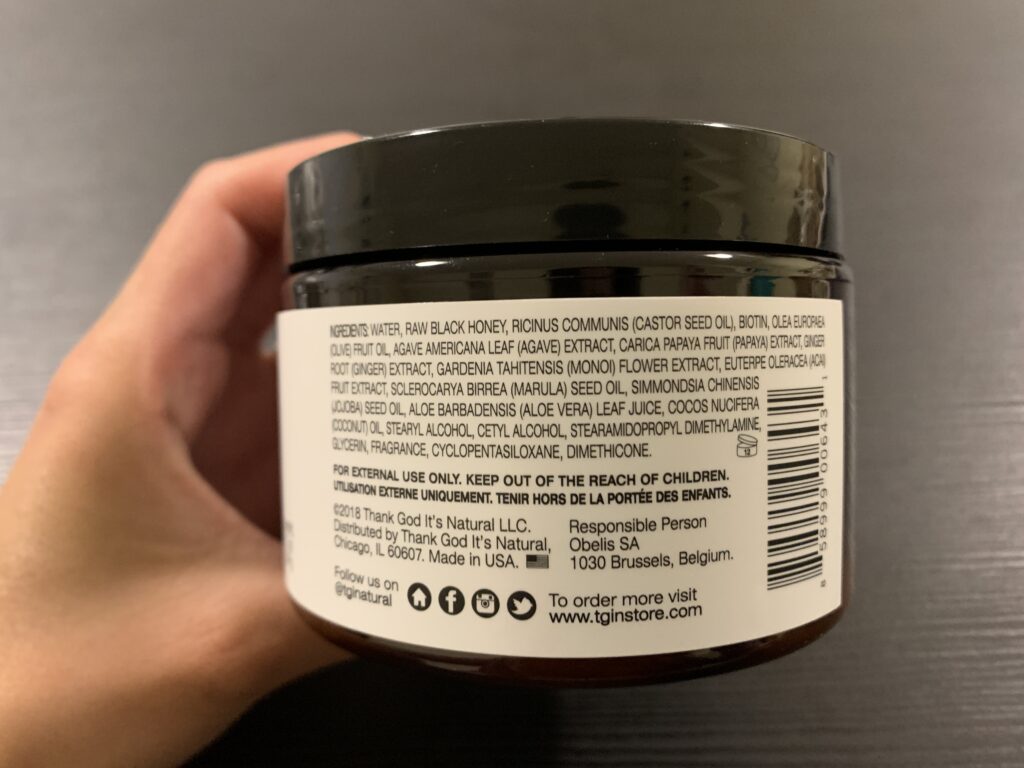 INGREDIENTS: WATER, RAW BLACK HONEY, RICINUS COMMUNIS (CASTOR SEED OIL), BIOTIN, OLEA EUROPAEA
(OLIVE) FRUIT OIL, AGAVE AMERICANA LEAF (AGAVE) EXTRACT, CARICA PAPAYA FRUIT (PAPAYA) EXTRACT, GINGER
ROOT (GINGER) EXTRACT, GARDENIA TAHITENSIS (MONOI) FLOWER EXTRACT, EUTERPE OLERACEA (ACAI)
FRUIT EXTRACT, SCLEROCARYA BIRREA (MARULA) SEED OIL, SIMMONDSIA CHINENSIS
(JOJOBA) SEED OIL, ALOE BARBADENSIS (ALOE VERA) LEAF JUICE, COCOS NUCIFERA
(COCONUT) OIL, STEARYL ALCOHOL, CETYL ALCOHOL, STEARAMIDOPROPYL DIMETHYLAMINE,
GLYCERIN, FRAGRANCE, CYCLOPENTASILOXANE, DIMETHICONE.
12
FOR EXTERNAL USE ONLY. KEEP OUT OF THE REACH OF CHILDREN.
UTILISATION EXTERNE UNIQUEMENT. TENIR HORS DE LA PORTÉE DES ENFANTS.
©2018 Thank God It's Natural LLC.
Distributed by Thank God It's Natural,
Chicago, IL 60607. Made in USA.
Responsible Person
Obelis SA
1030 Brussels, Belgium.
Follow us on
@tginatural
To order more visit
www.tginstore.com
8 58999 00643 1